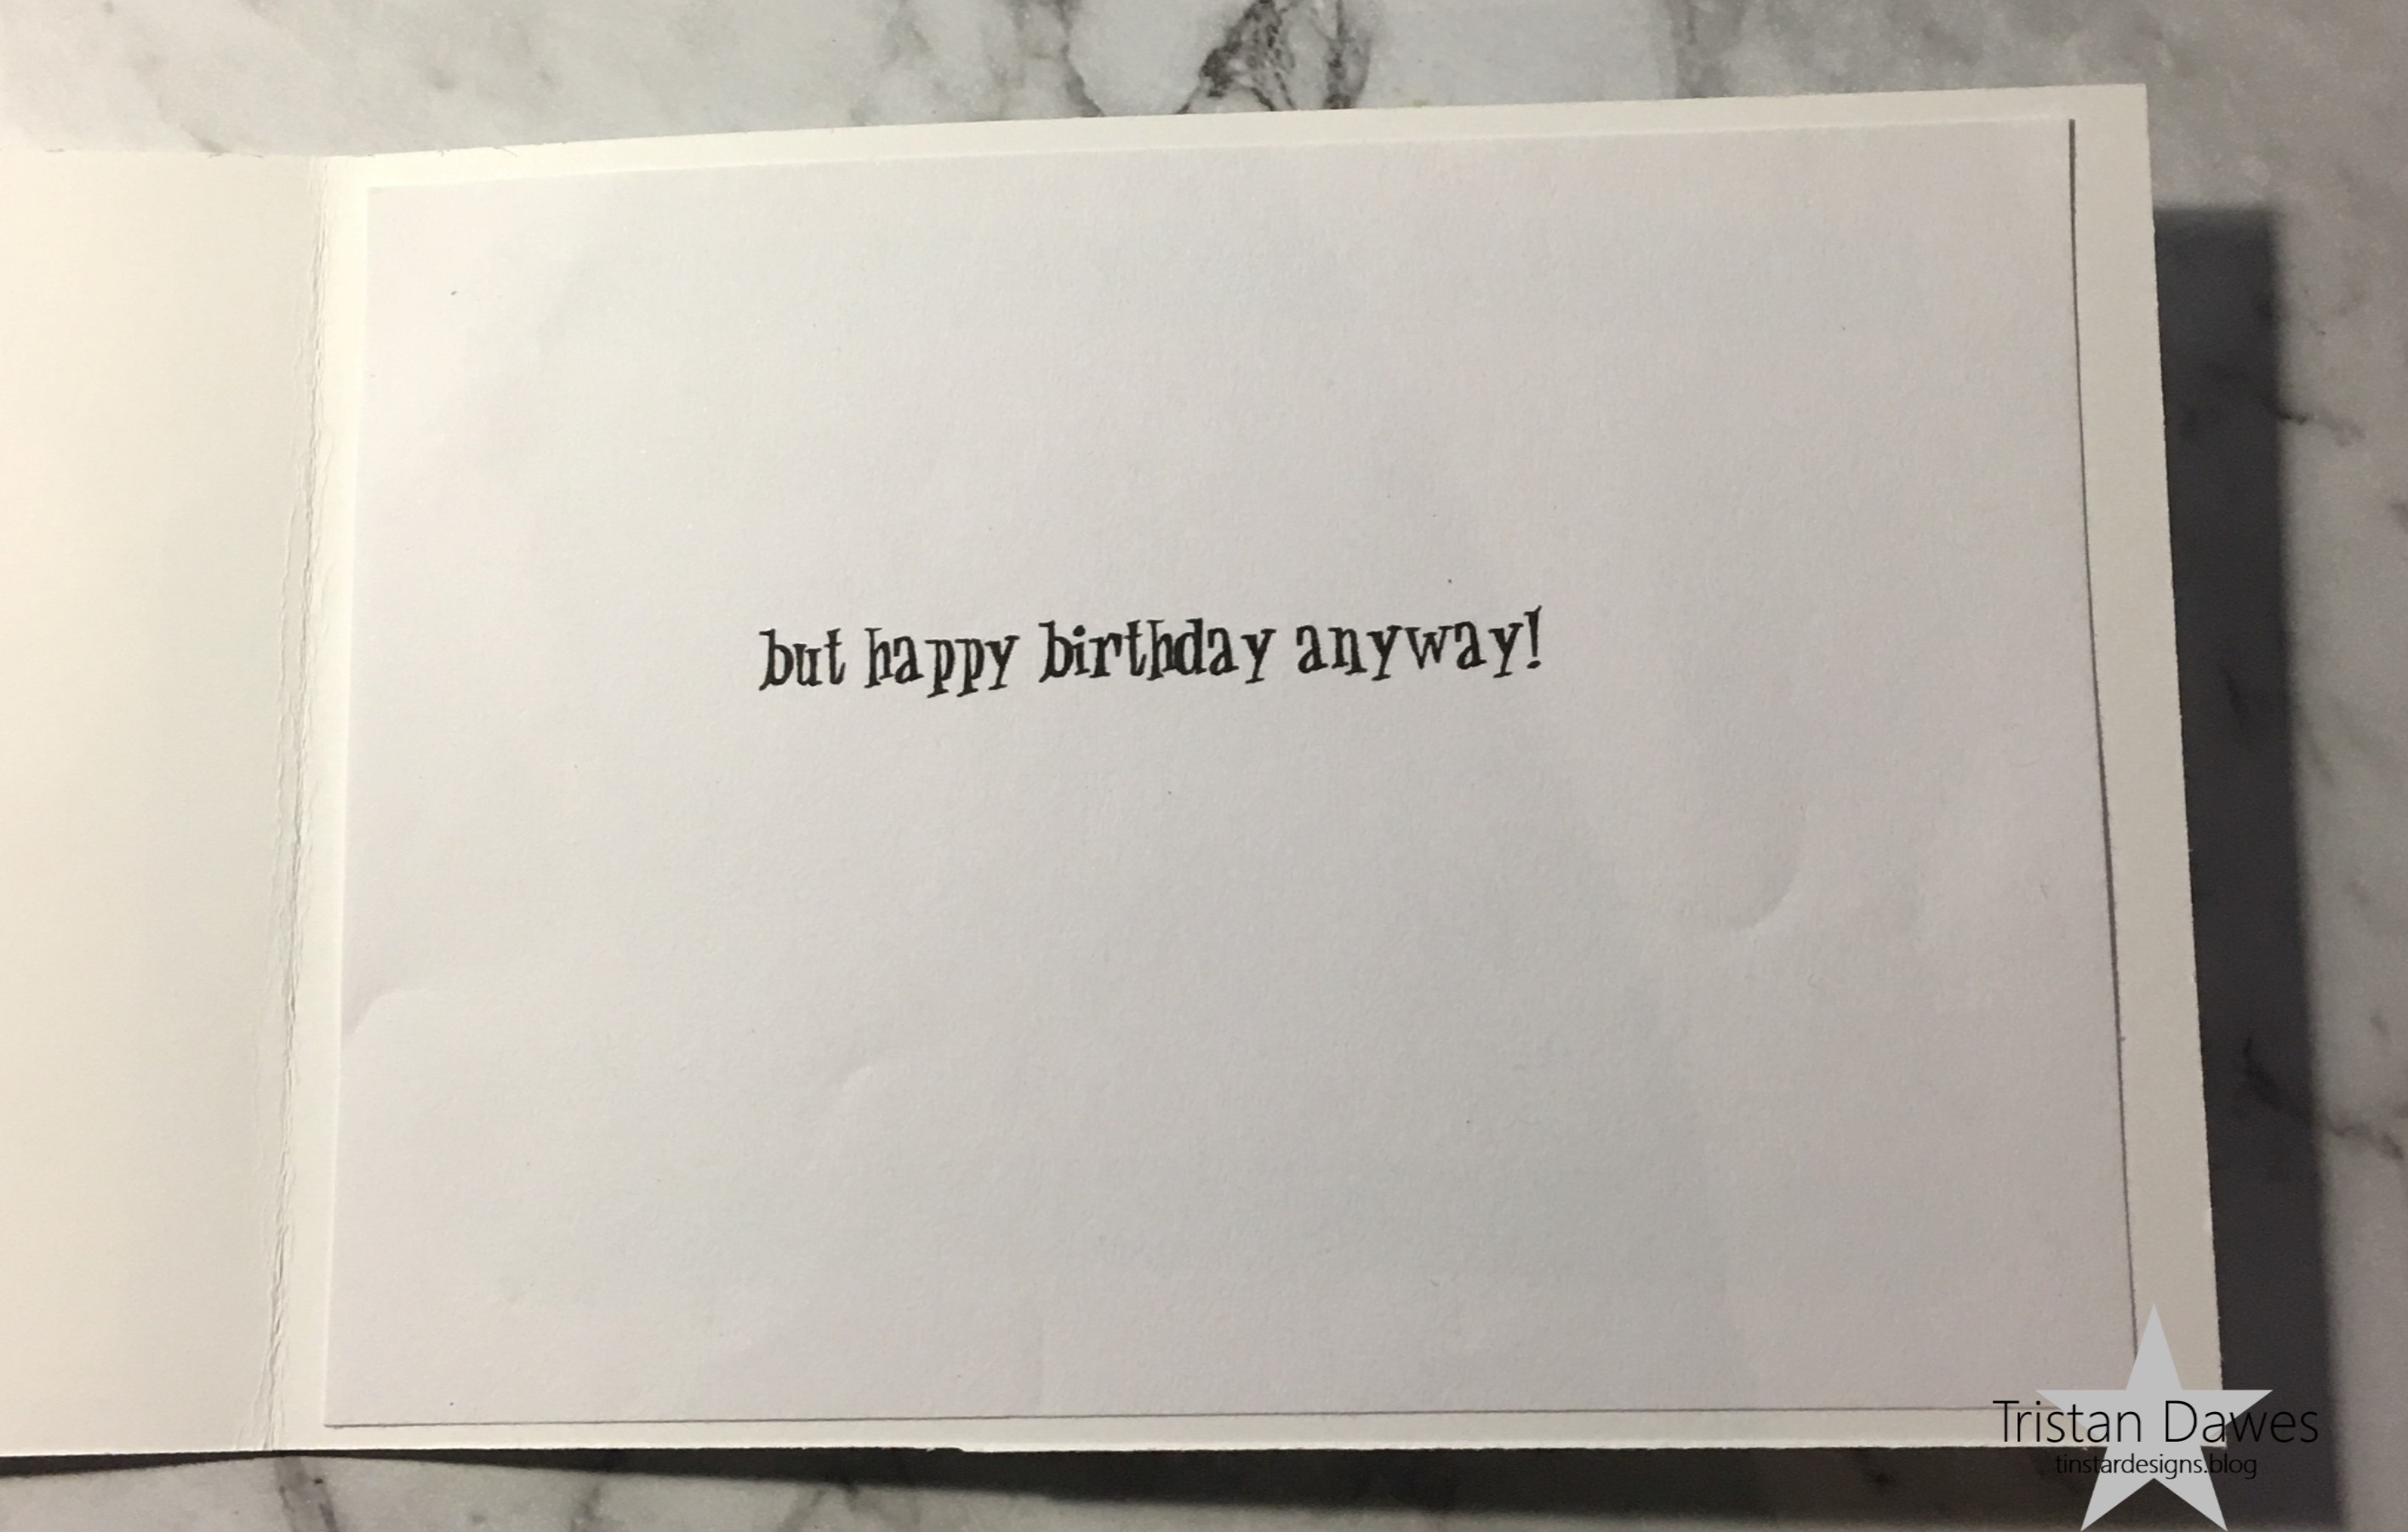 but happy birthday anyway!
Tristan Dawes
tinstardesigns.blog